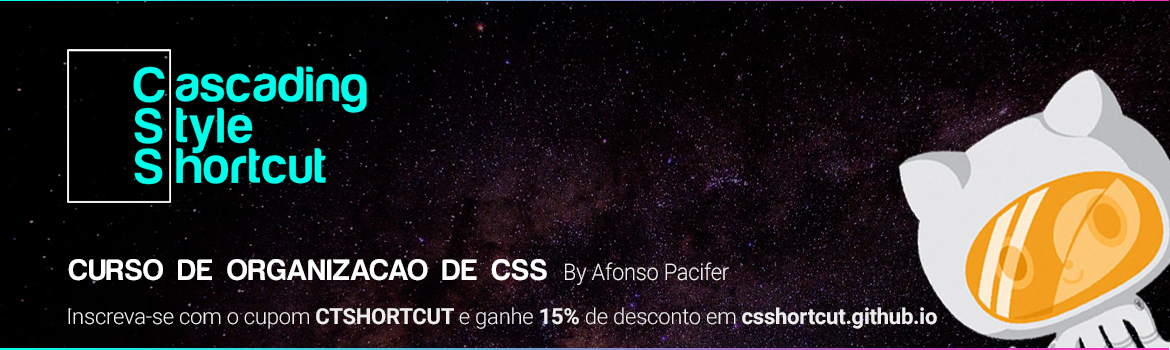 Cascading
Style
Shortcut
CURSO DE ORGANIZACAO DE CSS By Afonso Pacifer
Inscreva-se com o cupom CTSHORTCUT e ganhe 15% de desconto em csshortcut.github.io